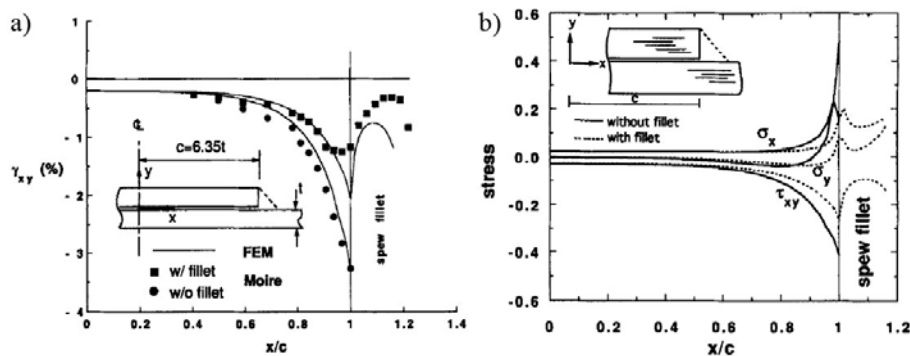 a)
0
- 1
- 2
- 3
- 4
γxy (%)
℄
c=6.35t
y
x
t
FEM
w/ fillet
Moire
w/o fillet
spew fillet
0 0.2 0.4 0.6 0.8 1 1.2
x/c
b)
0.6
0.4
0.2
0.0
-0.2
-0.4
-0.6
stress
y
x
c
without fillet
with fillet
σx
σy
τxy
spew fillet
0.0 0.2 0.4 0.6 0.8 1.0 1.2 1.4
x/c